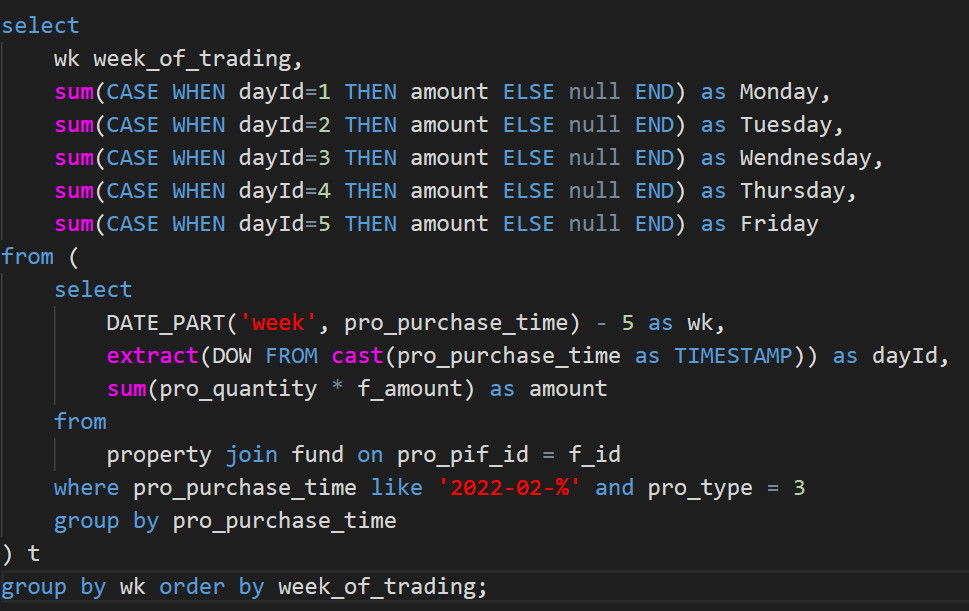 select
wk week_of_trading,
sum(CASE WHEN dayId=1 THEN amount ELSE null END) as Monday,
sum(CASE WHEN dayId=2 THEN amount ELSE null END) as Tuesday,
sum(CASE WHEN dayId=3 THEN amount ELSE null END) as Wendnesday,
sum(CASE WHEN dayId=4 THEN amount ELSE null END) as Thursday,
sum(CASE WHEN dayId=5 THEN amount ELSE null END) as Friday
from (
select
DATE_PART('week', pro_purchase_time) - 5 as wk,
extract(DOW FROM cast(pro_purchase_time as TIMESTAMP)) as dayId,
sum(pro_quantity * f_amount) as amount
from
property join fund on pro_pif_id = f_id
where pro_purchase_time like '2022-02-%' and pro_type = 3
group by pro_purchase_time
) t
group by wk order by week_of_trading;